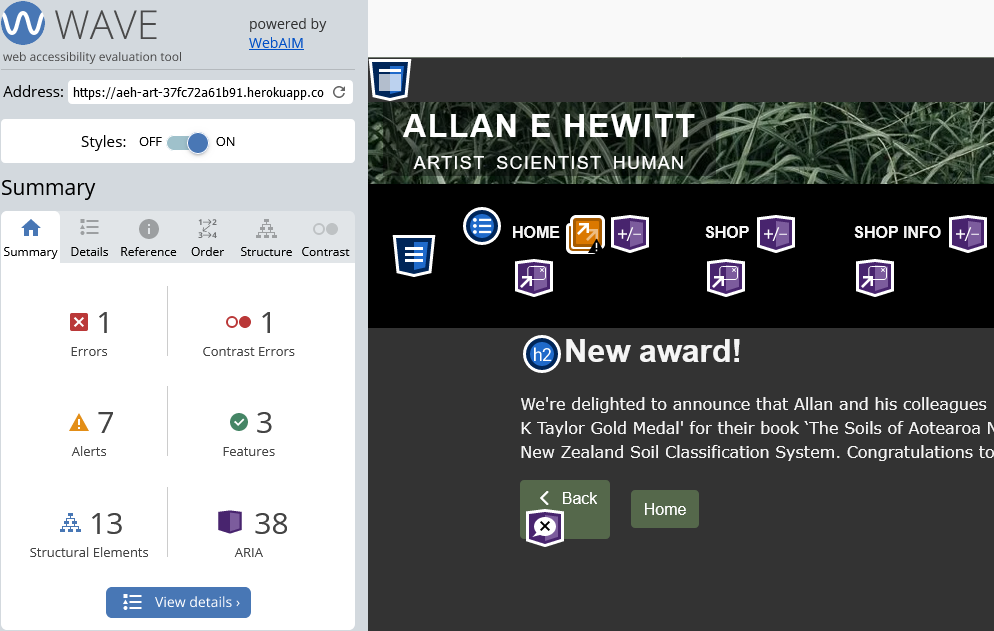 WAVE
powered by
WebAIM
web accessibility evaluation tool
Address: https://aeh-art-37fc72a61b91.herokuapp.co
Styles: OFF ON
Summary
Summary Details Reference Order Structure Contrast
1 1
Errors Contrast Errors
7 3
Alerts Features
13 38
Structural Elements ARIA
View details ›
ALLAN E HEWITT
ARTIST SCIENTIST HUMAN
HOME +/− SHOP +/− SHOP INFO +/−
h2 New award!
We're delighted to announce that Allan and his colleagues
K Taylor Gold Medal' for their book `The Soils of Aotearoa N
New Zealand Soil Classification System. Congratulations to
Back Home